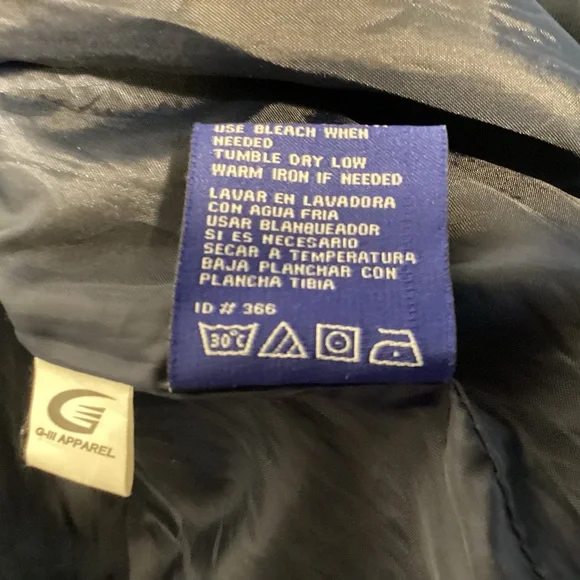 USE BLEACH WHEN
NEEDED
TUMBLE DRY LOW
WARM IRON IF NEEDED
LAVAR EN LAVADORA
CON AGUA FRIA
USAR BLANQUEADOR
SI ES NECESARIO
SECAR A TEMPERATURA
BAJA PLANCHAR CON
PLANCHA TIBIA
ID # 366
30°C
G-III APPAREL